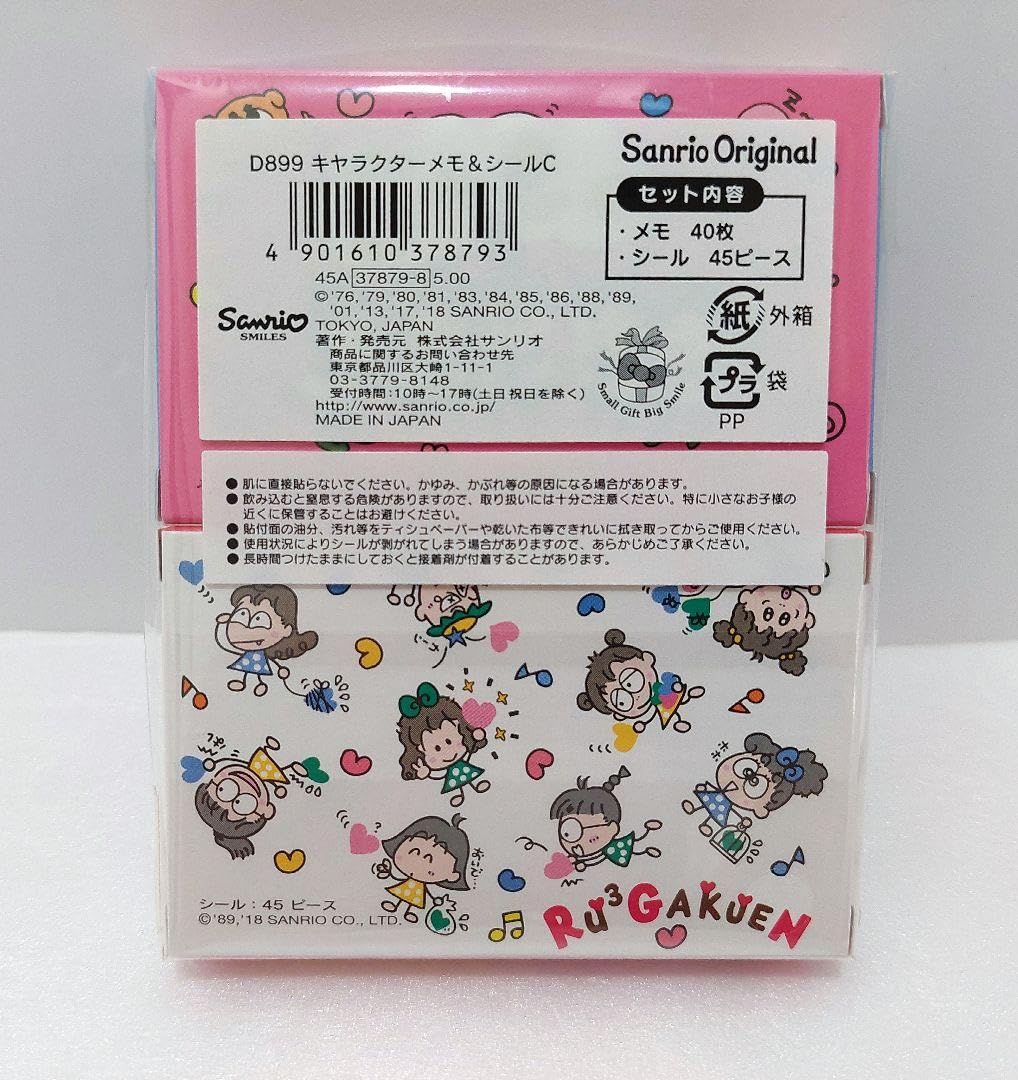 D899 キャラクターメモ&シールC
Sanrio Original
セット内容
・メモ 40枚
・シール 45ピース
4 901610 378793
45A 37879-8 5.00
©'76,'79,'80,'81,'83,'84,'85,'86,'88,'89,
'01,'13,'17,'18 SANRIO CO., LTD.
TOKYO, JAPAN
Sanrio
SMILES
著作・発売元 株式会社サンリオ
商品に関するお問い合わせ先
東京都品川区大崎1-11-1
03-3779-8148
受付時間:10時〜17時(土日祝日を除く)
http://www.sanrio.co.jp/
MADE IN JAPAN
Small Gift Big Smile
紙 外箱
プラ 袋
PP
●肌に直接貼らないでください。かゆみ、かぶれ等の原因になる場合があります。
●飲み込むと窒息する危険がありますので、取り扱いには十分ご注意ください。特に小さなお子様の
近くに保管することはお避けください。
●貼付面の油分、汚れ等をティシュペーパーや乾いた布等できれいに拭き取ってからご使用ください。
●使用状況によりシールが剥がれてしまう場合がありますので、あらかじめご了承ください。
●長時間つけたままにしておくと接着剤が付着することがあります。
シール:45 ピース
©'89,'18 SANRIO CO., LTD.
RU³GAKUEN